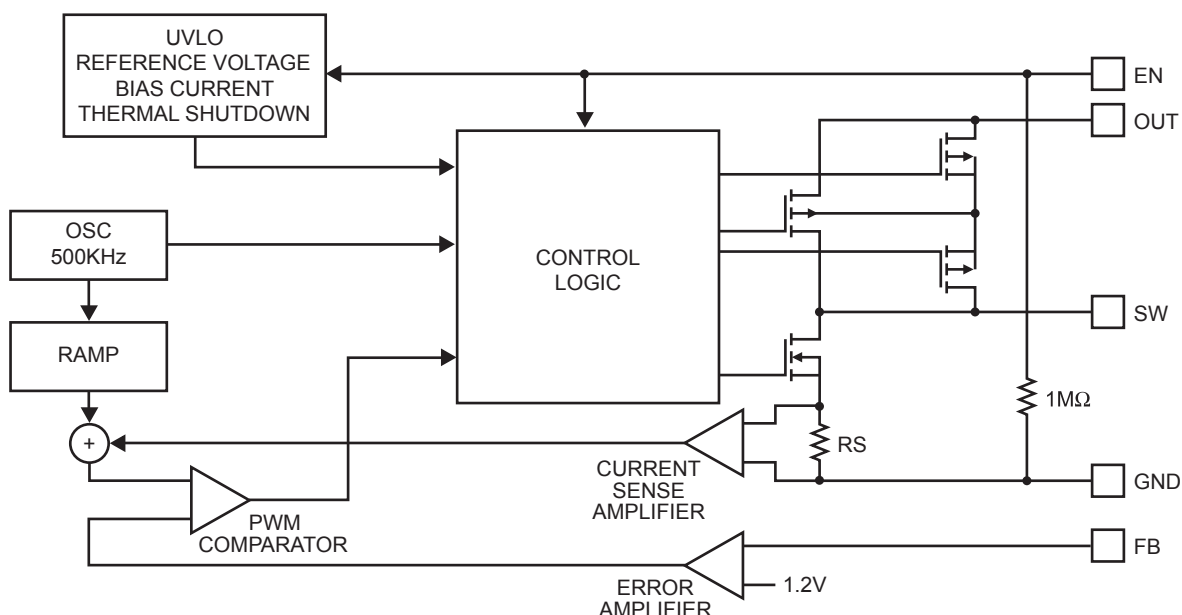 UVLO
REFERENCE VOLTAGE
BIAS CURRENT
THERMAL SHUTDOWN
EN
OUT
OSC
500KHz
CONTROL
LOGIC
SW
RAMP
1MΩ
+
RS
CURRENT
SENSE
AMPLIFIER
GND
PWM
COMPARATOR
FB
1.2V
ERROR
AMPLIFIER